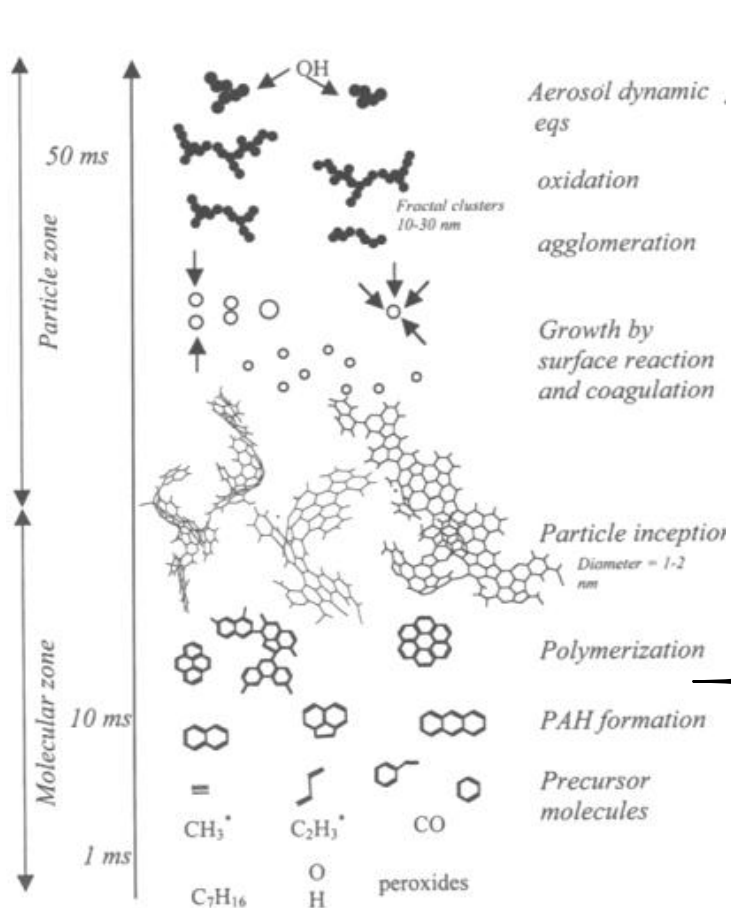 OH
Aerosol dynamic
eqs
50 ms
oxidation
Fractal clusters
10-30 nm
agglomeration
Particle zone
Growth by
surface reaction
and coagulation
Particle inception
Diameter = 1-2
nm
Molecular zone
Polymerization
10 ms
PAH formation
Precursor
molecules
CH3• C2H3• CO
1 ms
O
H
C7H16
peroxides